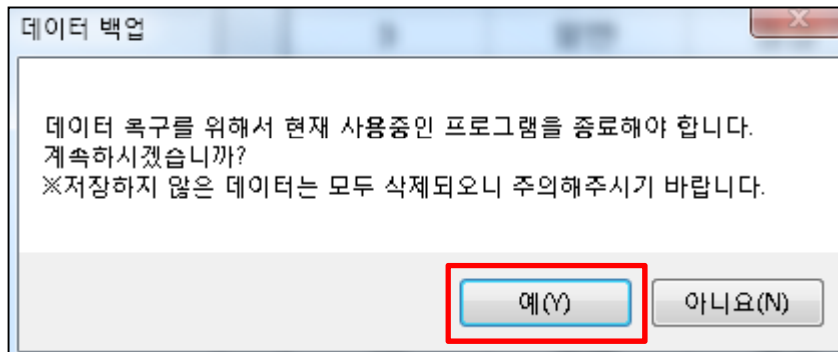 데이터 백업
데이터 옥구를 위해서 현재 사용중인 프로그램을 종료해야 합니다.
계속하시겠습니까?
※저장하지 않은 데이터는 모두 삭제되오니 주의해주시기 바랍니다.
예(Y)
아니요(N)